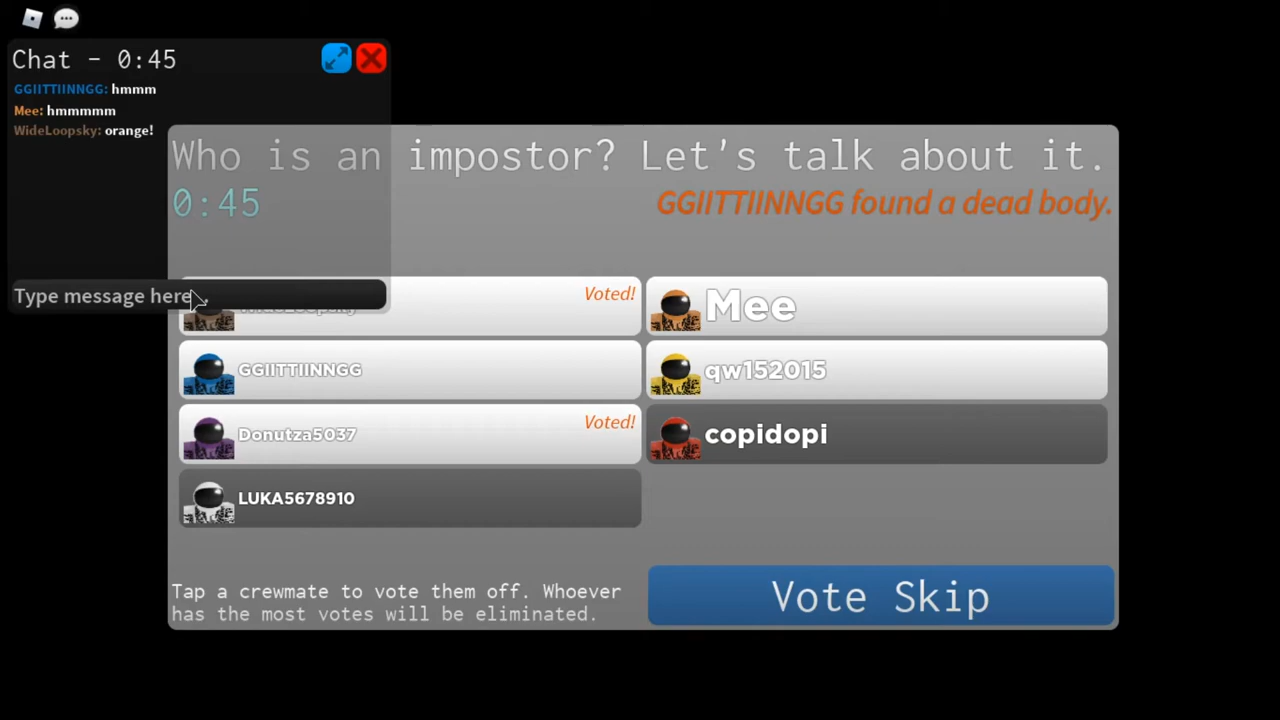 Chat - 0:45
GGIITTIINNGG: hmmm
Mee: hmmmmm
WideLoopsky: orange!
Type message here
Who is an impostor? Let's talk about it.
0:45
GGIITTIINNGG found a dead body.
WideLoopsky
Voted!
Mee
GGIITTIINNGG
qw152015
Donutza5037
Voted!
copidopi
LUKA5678910
Tap a crewmate to vote them off. Whoever
has the most votes will be eliminated.
Vote Skip